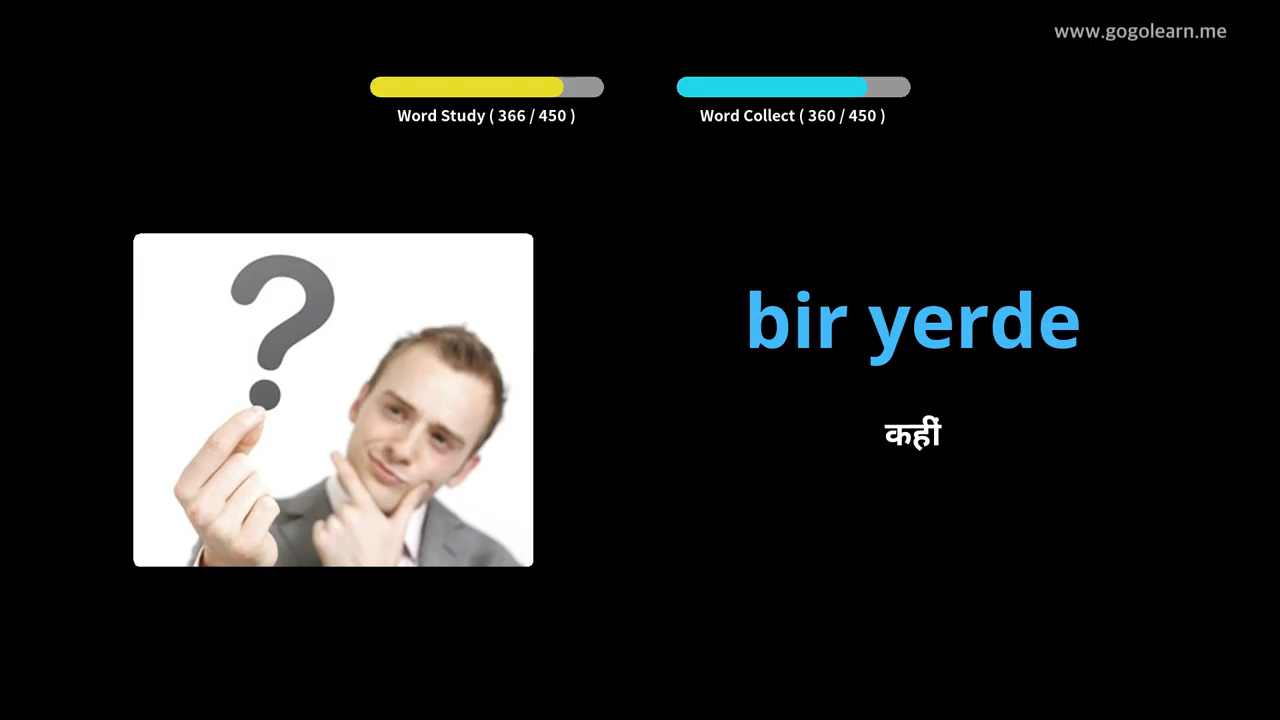 www.gogolearn.me
Word Study ( 366 / 450 )
Word Collect ( 360 / 450 )
bir yerde
कहीं